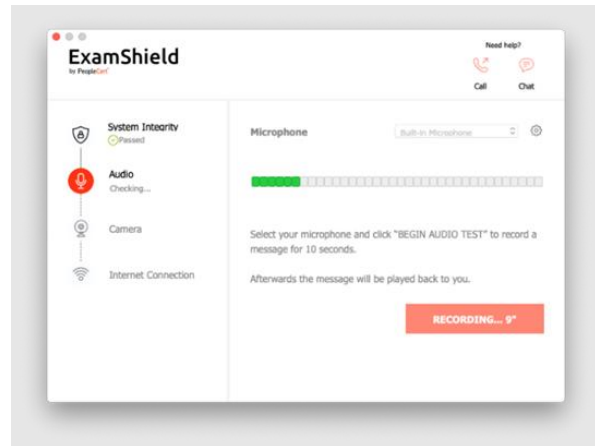 Need help?
ExamShield
by PeopleCert
Call
Chat
System Integrity
Passed
Audio
Checking...
Camera
Internet Connection
Microphone
Built-in Microphone
Select your microphone and click "BEGIN AUDIO TEST" to record a
message for 10 seconds.
Afterwards the message will be played back to you.
RECORDING... 9"